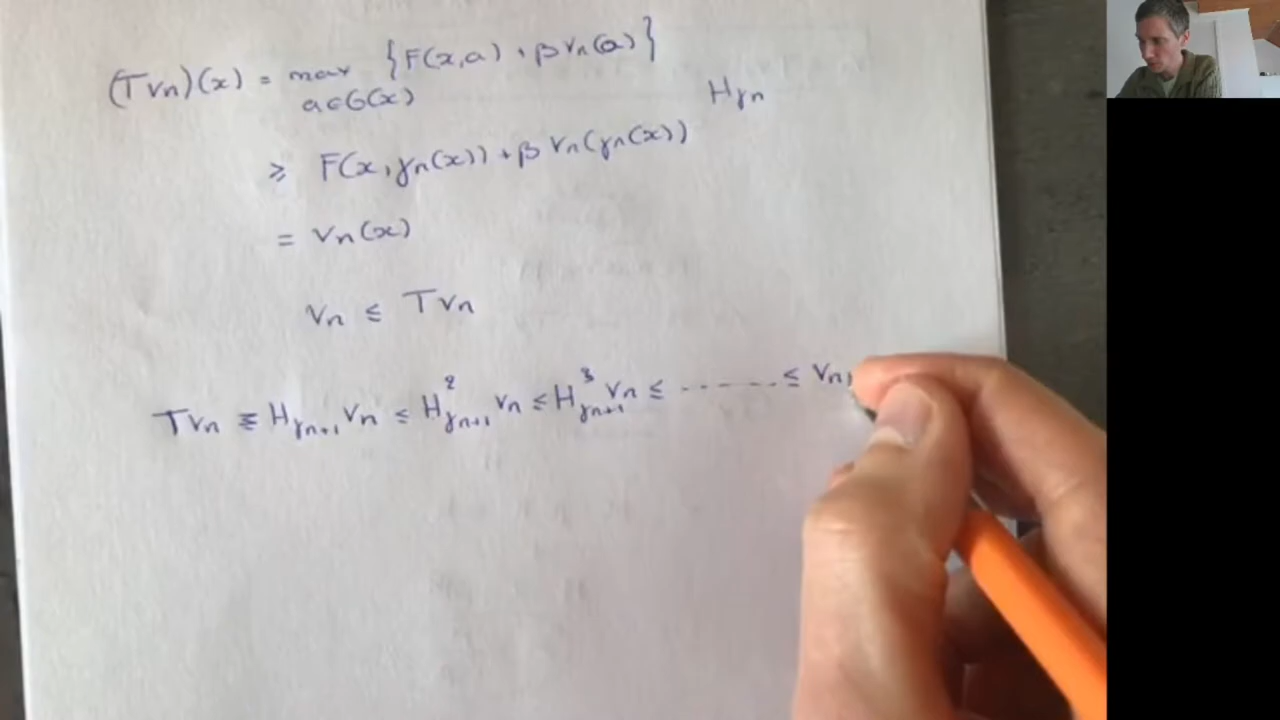 (Tvn)(x) = max {F(x,a) + βvn(a)}
a∈G(x)
Hγn
≥ F(x,γn(x)) + βvn(γn(x))
= vn(x)
vn ≤ Tvn
Tvn = Hγn+1 vn ≤ H²γn+1 vn ≤ H³γn+1 vn ≤ ------ ≤ vn